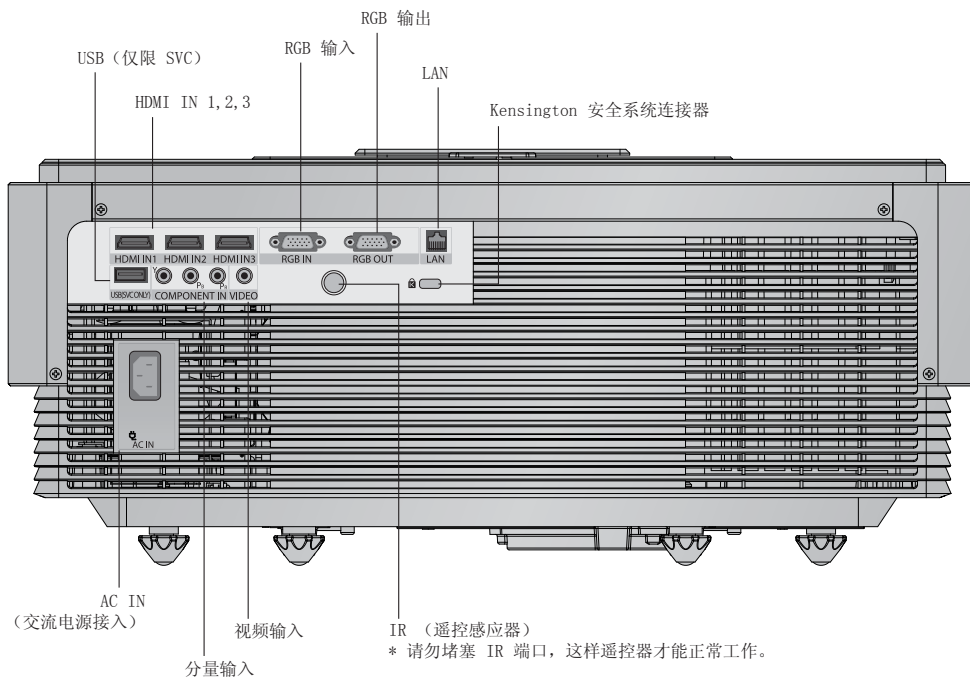 RGB 输出
RGB 输入
USB（仅限 SVC）
LAN
HDMI IN 1,2,3
Kensington 安全系统连接器
HDMI IN1 HDMI IN2 HDMI IN3 RGB IN RGB OUT LAN
Y PB PR
USB(SVC ONLY) COMPONENT IN VIDEO
AC IN
AC IN
（交流电源接入）
视频输入
IR （遥控感应器）
* 请勿堵塞 IR 端口，这样遥控器才能正常工作。
分量输入